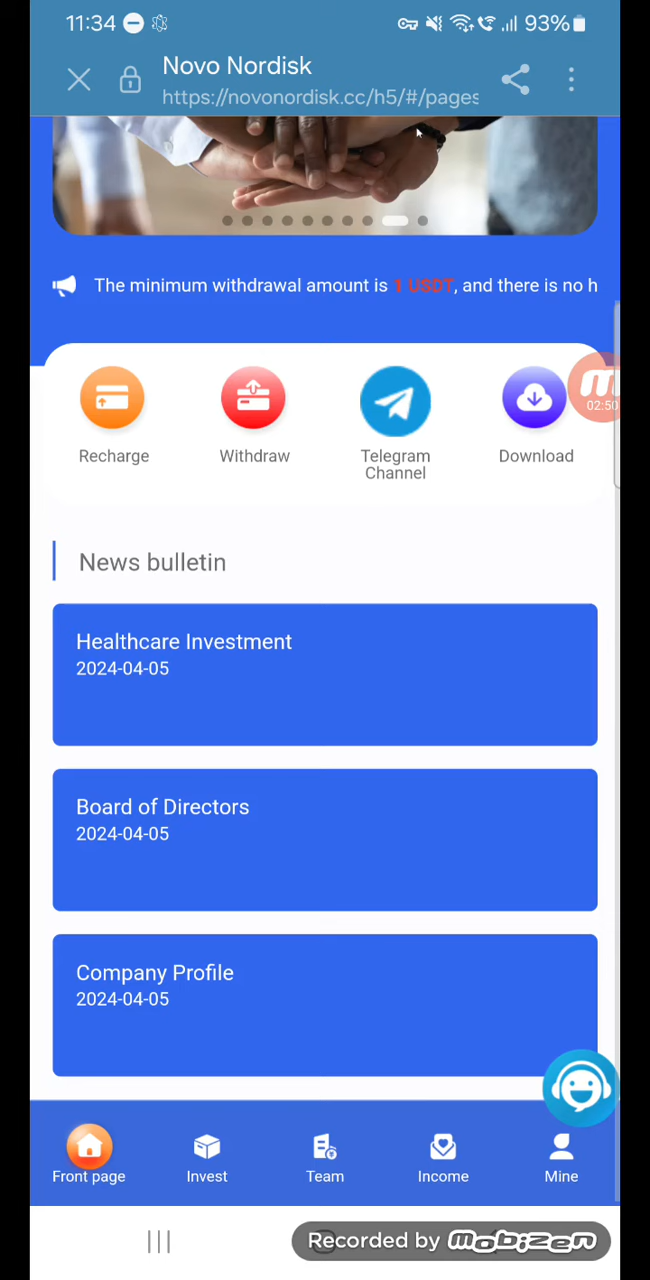 11:34
93%
Novo Nordisk
https://novonordisk.cc/h5/#/pages
The minimum withdrawal amount is 1 USDT, and there is no h
02:50
Recharge
Withdraw
Telegram
Channel
Download
News bulletin
Healthcare Investment
2024-04-05
Board of Directors
2024-04-05
Company Profile
2024-04-05
Front page
Invest
Team
Income
Mine
Recorded by mobizen